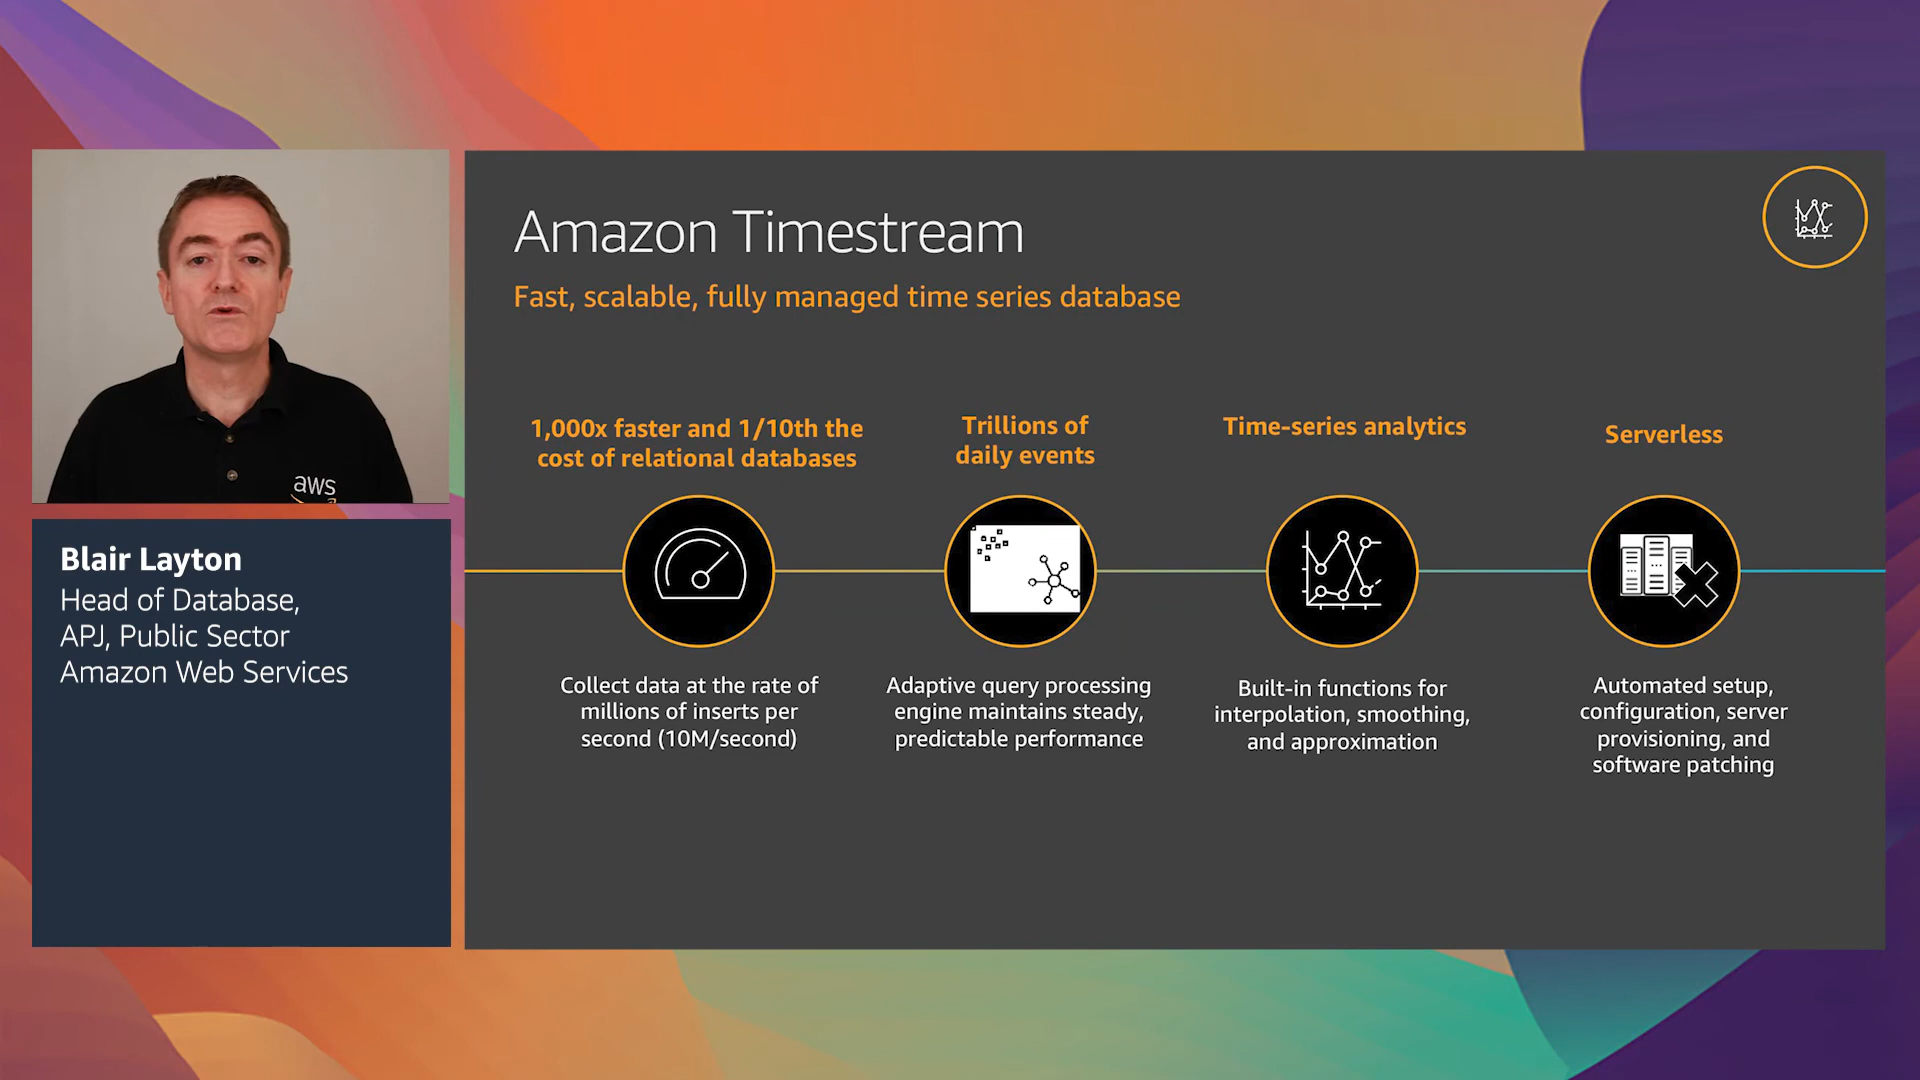 aws
Blair Layton
Head of Database,
APJ, Public Sector
Amazon Web Services
Amazon Timestream
Fast, scalable, fully managed time series database
1,000x faster and 1/10th the
cost of relational databases
Collect data at the rate of
millions of inserts per
second (10M/second)
Trillions of
daily events
Adaptive query processing
engine maintains steady,
predictable performance
Time-series analytics
Built-in functions for
interpolation, smoothing,
and approximation
Serverless
Automated setup,
configuration, server
provisioning, and
software patching